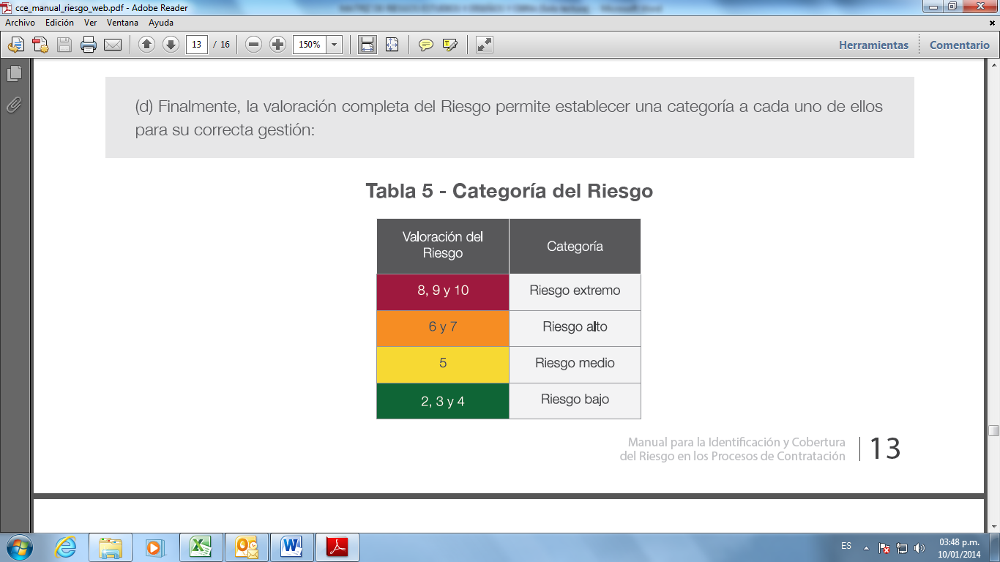 cce_manual_riesgo_web.pdf - Adobe Reader
Archivo Edición Ver Ventana Ayuda
13 / 16 150% Herramientas Comentario
(d) Finalmente, la valoración completa del Riesgo permite establecer una categoría a cada uno de ellos
para su correcta gestión:
Tabla 5 - Categoría del Riesgo
Valoración del
Riesgo
Categoría
8, 9 y 10 Riesgo extremo
6 y 7 Riesgo alto
5 Riesgo medio
2, 3 y 4 Riesgo bajo
Manual para la Identificación y Cobertura
del Riesgo en los Procesos de Contratación
13
ES
03:48 p.m.
10/01/2014